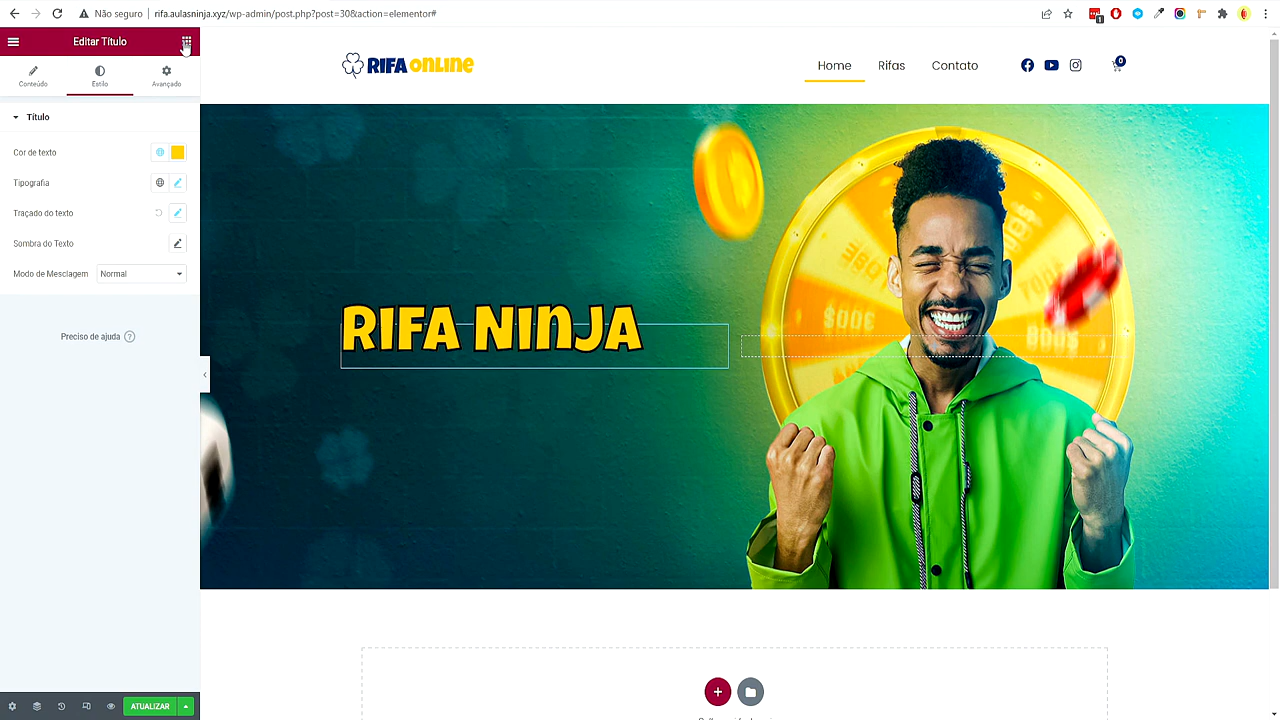 Não seguro | rifa.aulasninja.xyz/wp-admin/post.php?post=30&action=elementor#
1
Editar Título
Conteúdo
Estilo
Avançado
Título
Cor de texto
Tipografia
Traçado do texto
Sombra do Texto
Modo de Mesclagem
Normal
Preciso de ajuda ?
ATUALIZAR
RIFA ONLINE
Home
Rifas
Contato
0
RIFA NINJA
300$